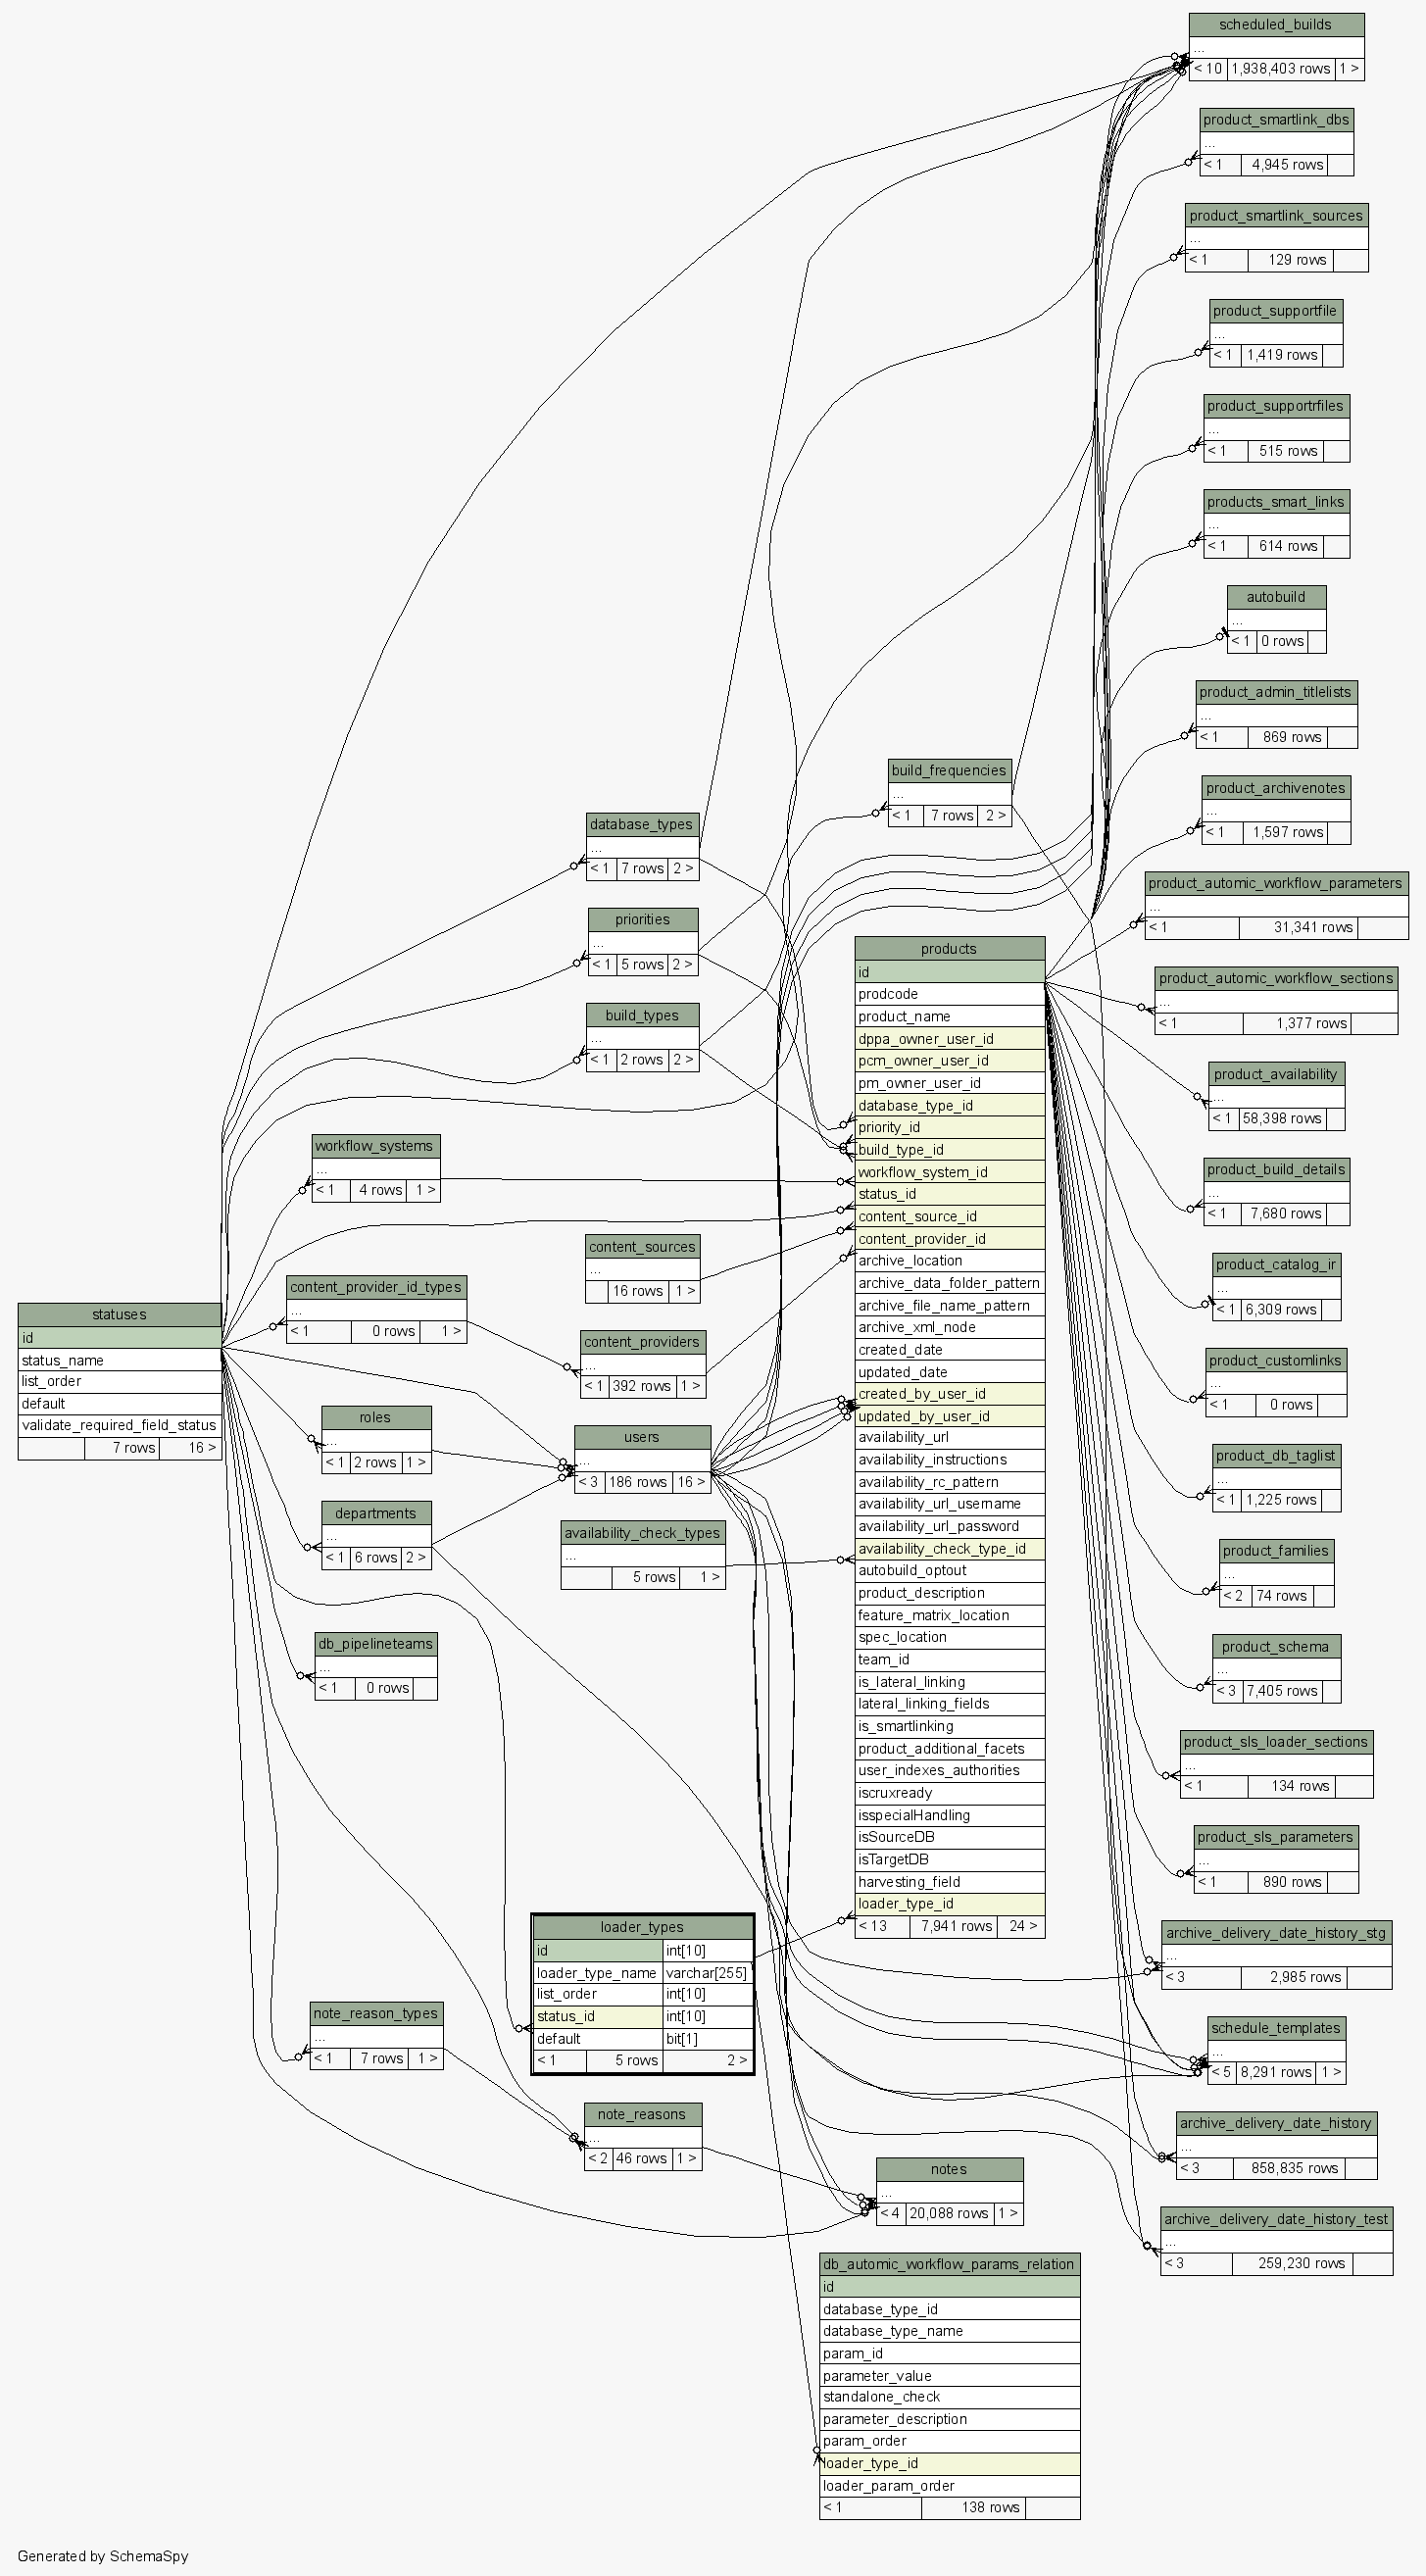 scheduled_builds
...
< 10 1,938,403 rows 1 >
product_smartlink_dbs
...
< 1 4,945 rows
product_smartlink_sources
...
< 1 129 rows
product_supportfile
...
< 1 1,419 rows
product_supportrfiles
...
< 1 515 rows
products_smart_links
...
< 1 614 rows
autobuild
...
< 1 0 rows
product_admin_titlelists
...
< 1 869 rows
product_archivenotes
...
< 1 1,597 rows
product_automic_workflow_parameters
...
< 1 31,341 rows
product_automic_workflow_sections
...
< 1 1,377 rows
product_availability
...
< 1 58,398 rows
product_build_details
...
< 1 7,680 rows
product_catalog_ir
...
< 1 6,309 rows
product_customlinks
...
< 1 0 rows
product_db_taglist
...
< 1 1,225 rows
product_families
...
< 2 74 rows
product_schema
...
< 3 7,405 rows
product_sls_loader_sections
...
< 1 134 rows
product_sls_parameters
...
< 1 890 rows
archive_delivery_date_history_stg
...
< 3 2,985 rows
schedule_templates
...
< 5 8,291 rows 1 >
archive_delivery_date_history
...
< 3 858,835 rows
archive_delivery_date_history_test
...
< 3 259,230 rows
build_frequencies
...
< 1 7 rows 2 >
products
id
prodcode
product_name
dppa_owner_user_id
pcm_owner_user_id
pm_owner_user_id
database_type_id
priority_id
build_type_id
workflow_system_id
status_id
content_source_id
content_provider_id
archive_location
archive_data_folder_pattern
archive_file_name_pattern
archive_xml_node
created_date
updated_date
created_by_user_id
updated_by_user_id
availability_url
availability_instructions
availability_rc_pattern
availability_url_username
availability_url_password
availability_check_type_id
autobuild_optout
product_description
feature_matrix_location
spec_location
team_id
is_lateral_linking
lateral_linking_fields
is_smartlinking
product_additional_facets
user_indexes_authorities
iscruxready
isspecialHandling
isSourceDB
isTargetDB
harvesting_field
loader_type_id
< 13 7,941 rows 24 >
database_types
...
< 1 7 rows 2 >
priorities
...
< 1 5 rows 2 >
build_types
...
< 1 2 rows 2 >
workflow_systems
...
< 1 4 rows 1 >
content_sources
...
16 rows 1 >
content_provider_id_types
...
< 1 0 rows 1 >
content_providers
...
< 1 392 rows 1 >
statuses
id
status_name
list_order
default
validate_required_field_status
7 rows 16 >
roles
...
< 1 2 rows 1 >
users
...
< 3 186 rows 16 >
departments
...
< 1 6 rows 2 >
availability_check_types
...
5 rows 1 >
db_pipelineteams
...
< 1 0 rows
loader_types
id int[10]
loader_type_name varchar[255]
list_order int[10]
status_id int[10]
default bit[1]
< 1 5 rows 2 >
note_reason_types
...
< 1 7 rows 1 >
note_reasons
...
< 2 46 rows 1 >
notes
...
< 4 20,088 rows 1 >
db_automic_workflow_params_relation
id
database_type_id
database_type_name
param_id
parameter_value
standalone_check
parameter_description
param_order
loader_type_id
loader_param_order
< 1 138 rows
Generated by SchemaSpy